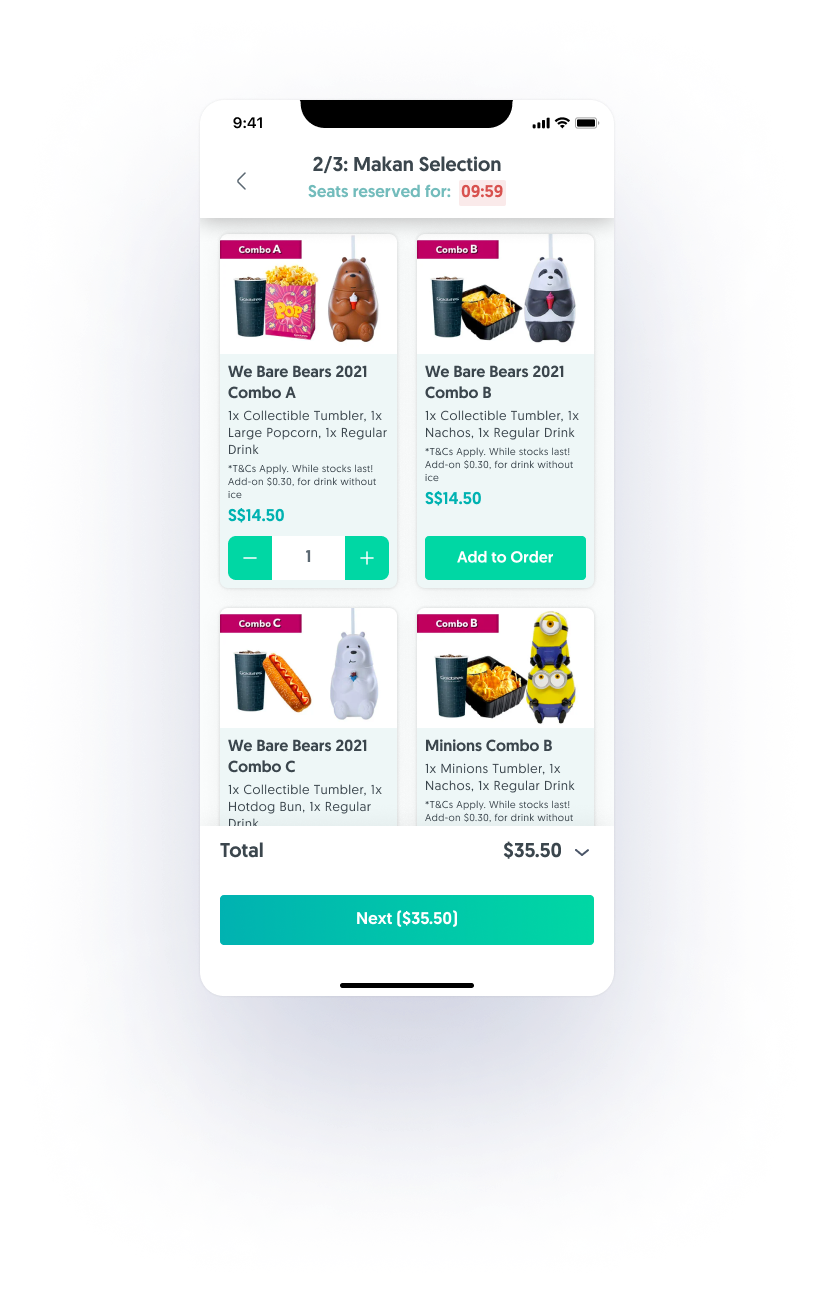 9:41
2/3: Makan Selection
Seats reserved for: 09:59
Combo A
POP
We Bare Bears 2021
Combo A
1x Collectible Tumbler, 1x
Large Popcorn, 1x Regular
Drink
*T&Cs Apply. While stocks last!
Add-on $0.30, for drink without
ice
S$14.50
1
Combo B
We Bare Bears 2021
Combo B
1x Collectible Tumbler, 1x
Nachos, 1x Regular Drink
*T&Cs Apply. While stocks last!
Add-on $0.30, for drink without
ice
S$14.50
Add to Order
Combo C
We Bare Bears 2021
Combo C
1x Collectible Tumbler, 1x
Hotdog Bun, 1x Regular
Drink
Combo B
Minions Combo B
1x Minions Tumbler, 1x
Nachos, 1x Regular Drink
*T&Cs Apply. While stocks last!
Add-on $0.30, for drink without
Total $35.50
Next ($35.50)